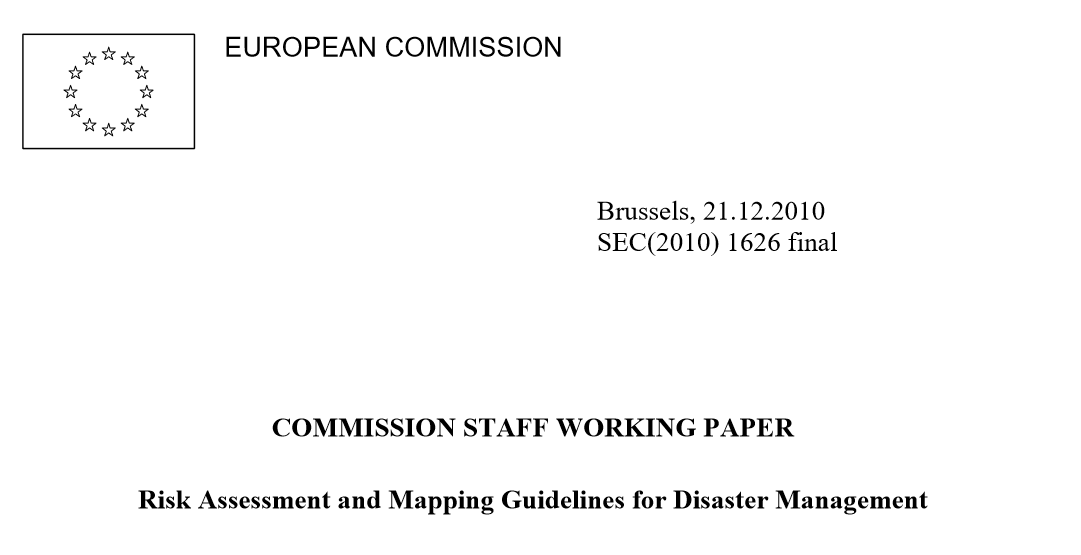 EUROPEAN COMMISSION
Brussels, 21.12.2010
SEC(2010) 1626 final
COMMISSION STAFF WORKING PAPER
Risk Assessment and Mapping Guidelines for Disaster Management